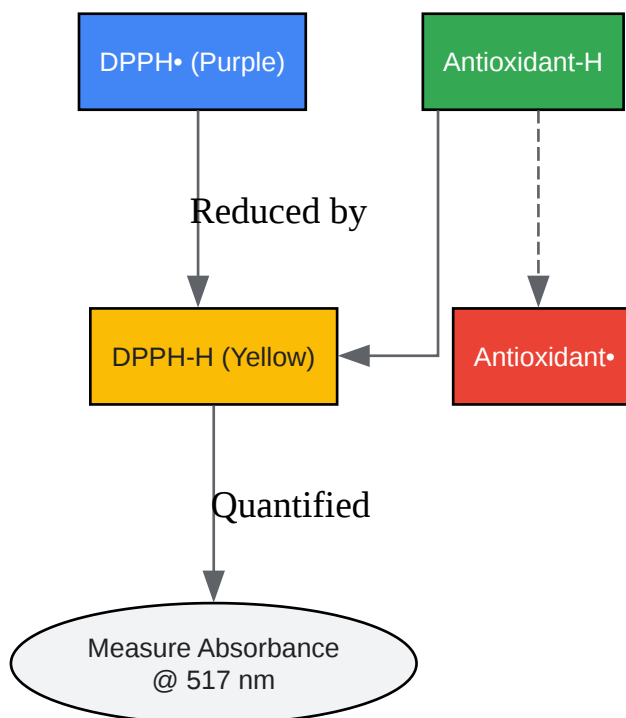 DPPH• (Purple)
Antioxidant-H
Reduced by
DPPH-H (Yellow)
Antioxidant•
Quantified
Measure Absorbance
@ 517 nm